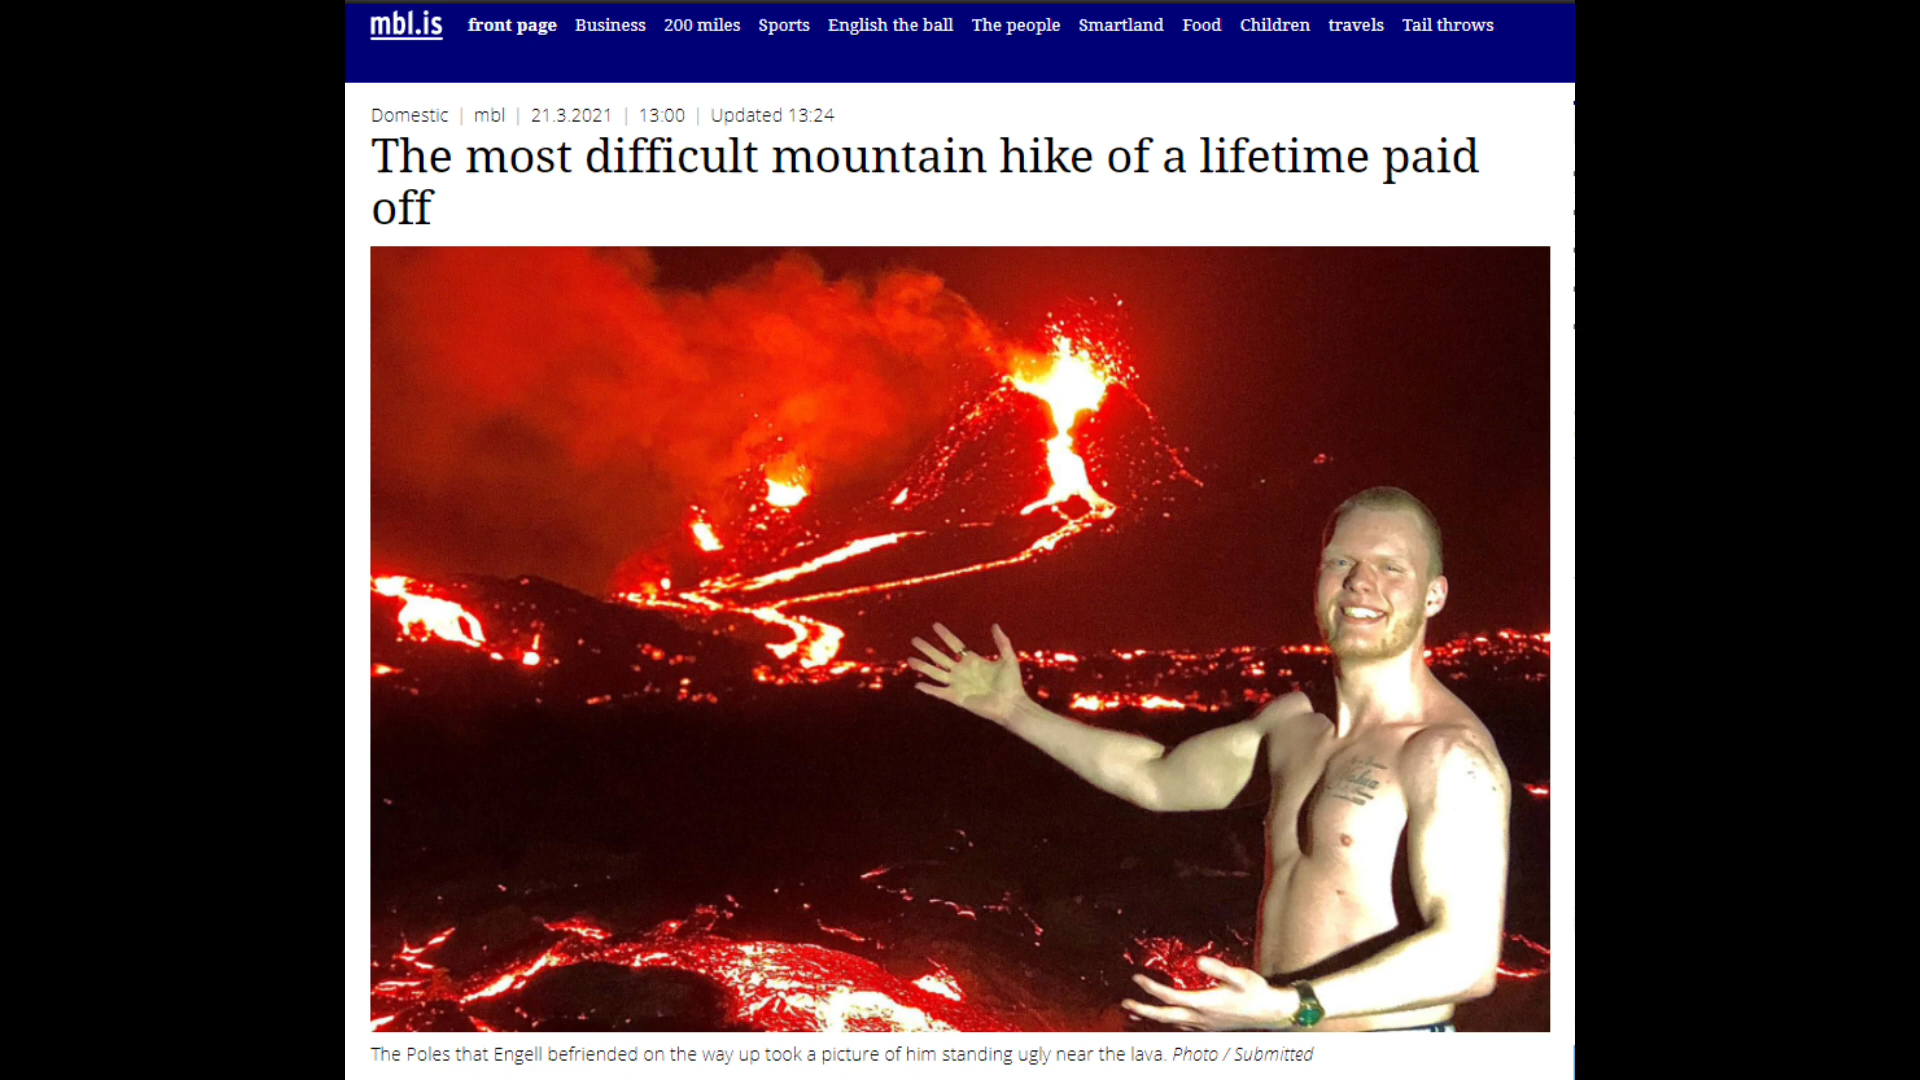 mbl.is front page Business 200 miles Sports English the ball The people Smartland Food Children travels Tail throws
Domestic | mbl | 21.3.2021 | 13:00 | Updated 13:24
The most difficult mountain hike of a lifetime paid
off
The Poles that Engell befriended on the way up took a picture of him standing ugly near the lava. Photo / Submitted